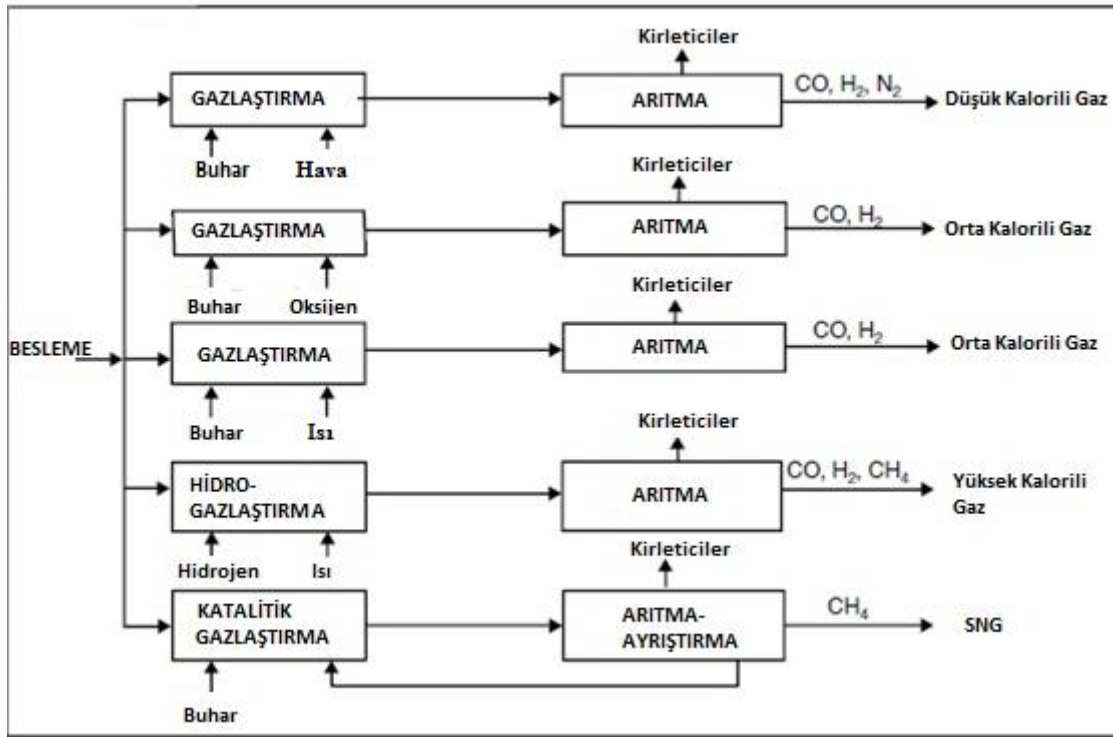 Kirleticiler
GAZLAŞTIRMA
ARITMA
CO, H₂, N₂
Düşük Kalorili Gaz
Buhar
Hava
Kirleticiler
GAZLAŞTIRMA
ARITMA
CO, H₂
Orta Kalorili Gaz
Buhar
Oksijen
Kirleticiler
BESLEME
GAZLAŞTIRMA
ARITMA
CO, H₂
Orta Kalorili Gaz
Buhar
Isı
Kirleticiler
HİDRO-
GAZLAŞTIRMA
ARITMA
CO, H₂, CH₄
Yüksek Kalorili
Gaz
Hidrojen
Isı
Kirleticiler
KATALİTİK
GAZLAŞTIRMA
ARITMA-
AYRIŞTIRMA
CH₄
SNG
Buhar